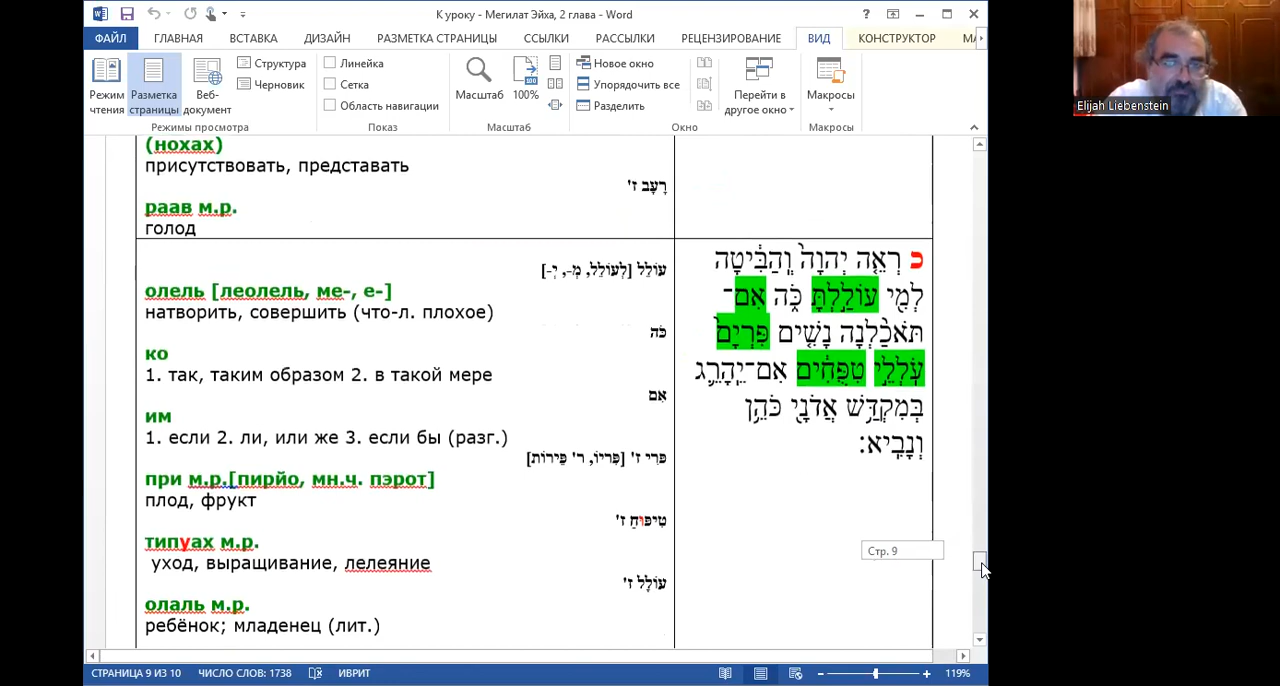 К уроку - Мегилат Эйха, 2 глава - Word
ФАЙЛ ГЛАВНАЯ ВСТАВКА ДИЗАЙН РАЗМЕТКА СТРАНИЦЫ ССЫЛКИ РАССЫЛКИ РЕЦЕНЗИРОВАНИЕ ВИД КОНСТРУКТОР МА
Режим чтения
Разметка страницы
Веб-документ
Структура
Черновик
Режимы просмотра
Линейка
Сетка
Область навигации
Показ
Масштаб
100%
Масштаб
Новое окно
Упорядочить все
Разделить
Перейти в другое окно
Окно
Макросы
Макросы
Elijah Liebenstein
(нохах)
присутствовать, представать
רָעָב ז'
раав м.р.
голод
עוֹלֵל [לְעוֹלֵל, מְ-, יְ-]
олель [леолель, ме-, е-]
натворить, совершить (что-л. плохое)
כֹּה
ко
1. так, таким образом 2. в такой мере
אִם
им
1. если 2. ли, или же 3. если бы (разг.)
פְּרִי ז' [פִּרְיוֹ, ר' פֵּירוֹת]
при м.р.[пирйо, мн.ч. пэрот]
плод, фрукт
טִיפּוּחַ ז'
типуах м.р.
уход, выращивание, лелеяние
עוֹלָל ז'
олаль м.р.
ребёнок; младенец (лит.)
כ רְאֵ֤ה יְהוָה֙ וְֽהַבִּ֔יטָה
לְמִ֖י עוֹלַ֣לְתָּ כֹּ֑ה אִם־
תֹּאכַ֨לְנָה נָשִׁ֤ים פִּרְיָם֙
עֹלֲלֵ֣י טִפֻּחִ֔ים אִם־יֵֽהָרֵ֛ג
בְּמִקְדַּ֥שׁ אֲדֹנָ֖י כֹּהֵ֥ן
וְנָבִֽיא׃
Стр. 9
СТРАНИЦА 9 ИЗ 10 ЧИСЛО СЛОВ: 1738 ИВРИТ 119%